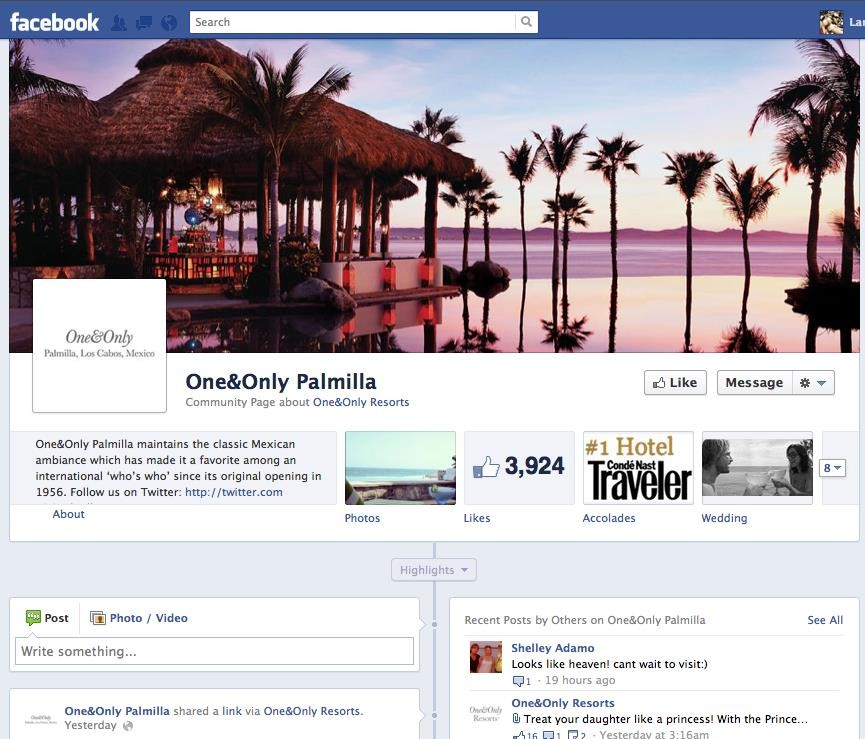 facebook
Search
Lar
One&Only
Palmilla, Los Cabos, Mexico
One&Only Palmilla
Community Page about One&Only Resorts
Like
Message
One&Only Palmilla maintains the classic Mexican
ambiance which has made it a favorite among an
international ‘who’s who’ since its original opening in
1956. Follow us on Twitter: http://twitter.com
About
Photos
3,924
Likes
#1 Hotel
Condé Nast
Traveler
Accolades
Wedding
8
Highlights
Post
Photo / Video
Write something...
One&Only Palmilla shared a link via One&Only Resorts.
Yesterday
Recent Posts by Others on One&Only Palmilla
See All
Shelley Adamo
Looks like heaven! cant wait to visit:)
1 · 19 hours ago
One&Only
Resorts
One&Only Resorts
Treat your daughter like a princess! With the Prince...
16 1 2 · Yesterday at 3:16am